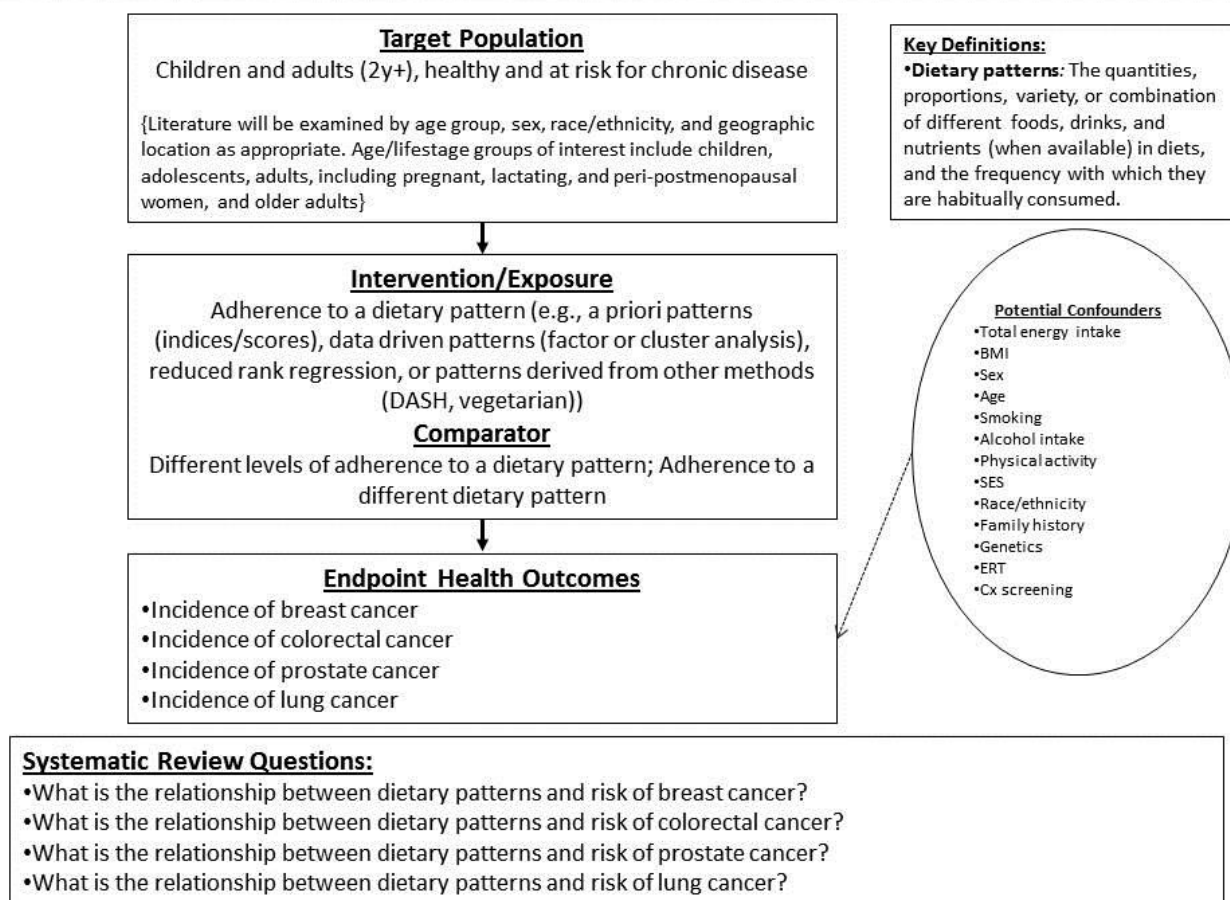 Target Population
Children and adults (2y+), healthy and at risk for chronic disease
{Literature will be examined by age group, sex, race/ethnicity, and geographic
location as appropriate. Age/lifestage groups of interest include children,
adolescents, adults, including pregnant, lactating, and peri-postmenopausal
women, and older adults}
Key Definitions:
•Dietary patterns: The quantities,
proportions, variety, or combination
of different foods, drinks, and
nutrients (when available) in diets,
and the frequency with which they
are habitually consumed.
Intervention/Exposure
Adherence to a dietary pattern (e.g., a priori patterns
(indices/scores), data driven patterns (factor or cluster analysis),
reduced rank regression, or patterns derived from other methods
(DASH, vegetarian))
Comparator
Different levels of adherence to a dietary pattern; Adherence to a
different dietary pattern
Potential Confounders
•Total energy intake
•BMI
•Sex
•Age
•Smoking
•Alcohol intake
•Physical activity
•SES
•Race/ethnicity
•Family history
•Genetics
•ERT
•Cx screening
Endpoint Health Outcomes
•Incidence of breast cancer
•Incidence of colorectal cancer
•Incidence of prostate cancer
•Incidence of lung cancer
Systematic Review Questions:
•What is the relationship between dietary patterns and risk of breast cancer?
•What is the relationship between dietary patterns and risk of colorectal cancer?
•What is the relationship between dietary patterns and risk of prostate cancer?
•What is the relationship between dietary patterns and risk of lung cancer?